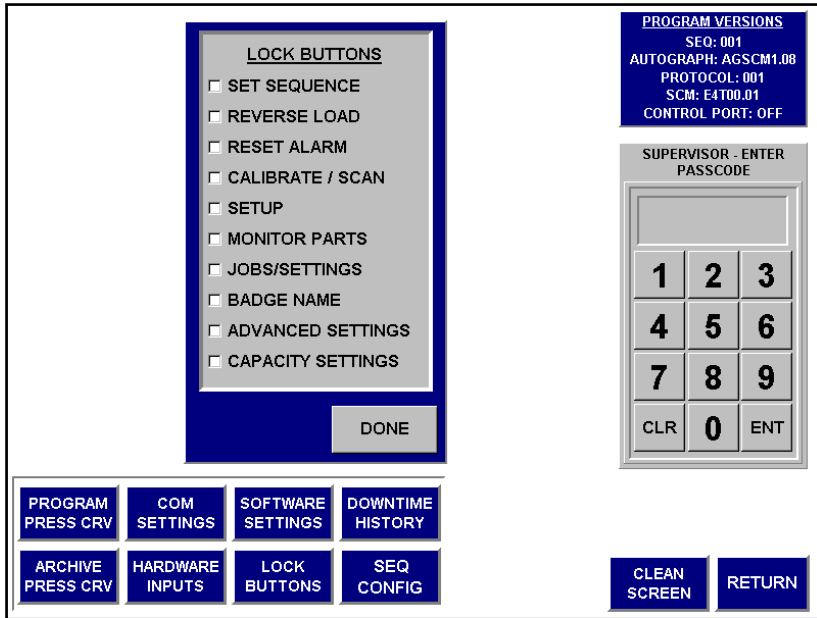 LOCK BUTTONS
SET SEQUENCE
REVERSE LOAD
RESET ALARM
CALIBRATE / SCAN
SETUP
MONITOR PARTS
JOBS/SETTINGS
BADGE NAME
ADVANCED SETTINGS
CAPACITY SETTINGS
DONE
PROGRAM VERSIONS
SEQ: 001
AUTOGRAPH: AGSCM1.08
PROTOCOL: 001
SCM: E4T00.01
CONTROL PORT: OFF
SUPERVISOR - ENTER
PASSCODE
1 2 3
4 5 6
7 8 9
CLR 0 ENT
PROGRAM
PRESS CRV
COM
SETTINGS
SOFTWARE
SETTINGS
DOWNTIME
HISTORY
ARCHIVE
PRESS CRV
HARDWARE
INPUTS
LOCK
BUTTONS
SEQ
CONFIG
CLEAN
SCREEN
RETURN